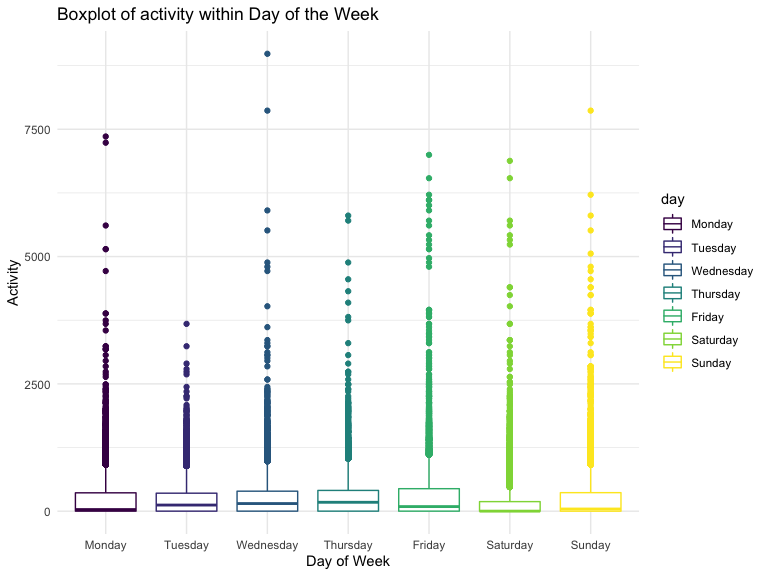 Boxplot of activity within Day of the Week
Activity
7500
5000
2500
0
Monday
Tuesday
Wednesday
Thursday
Friday
Saturday
Sunday
Day of Week
day
Monday
Tuesday
Wednesday
Thursday
Friday
Saturday
Sunday